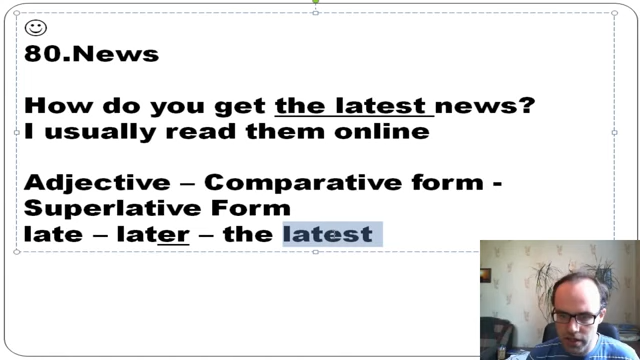 80.News
How do you get the latest news?
I usually read them online
Adjective – Comparative form -
Superlative Form
late – later – the latest